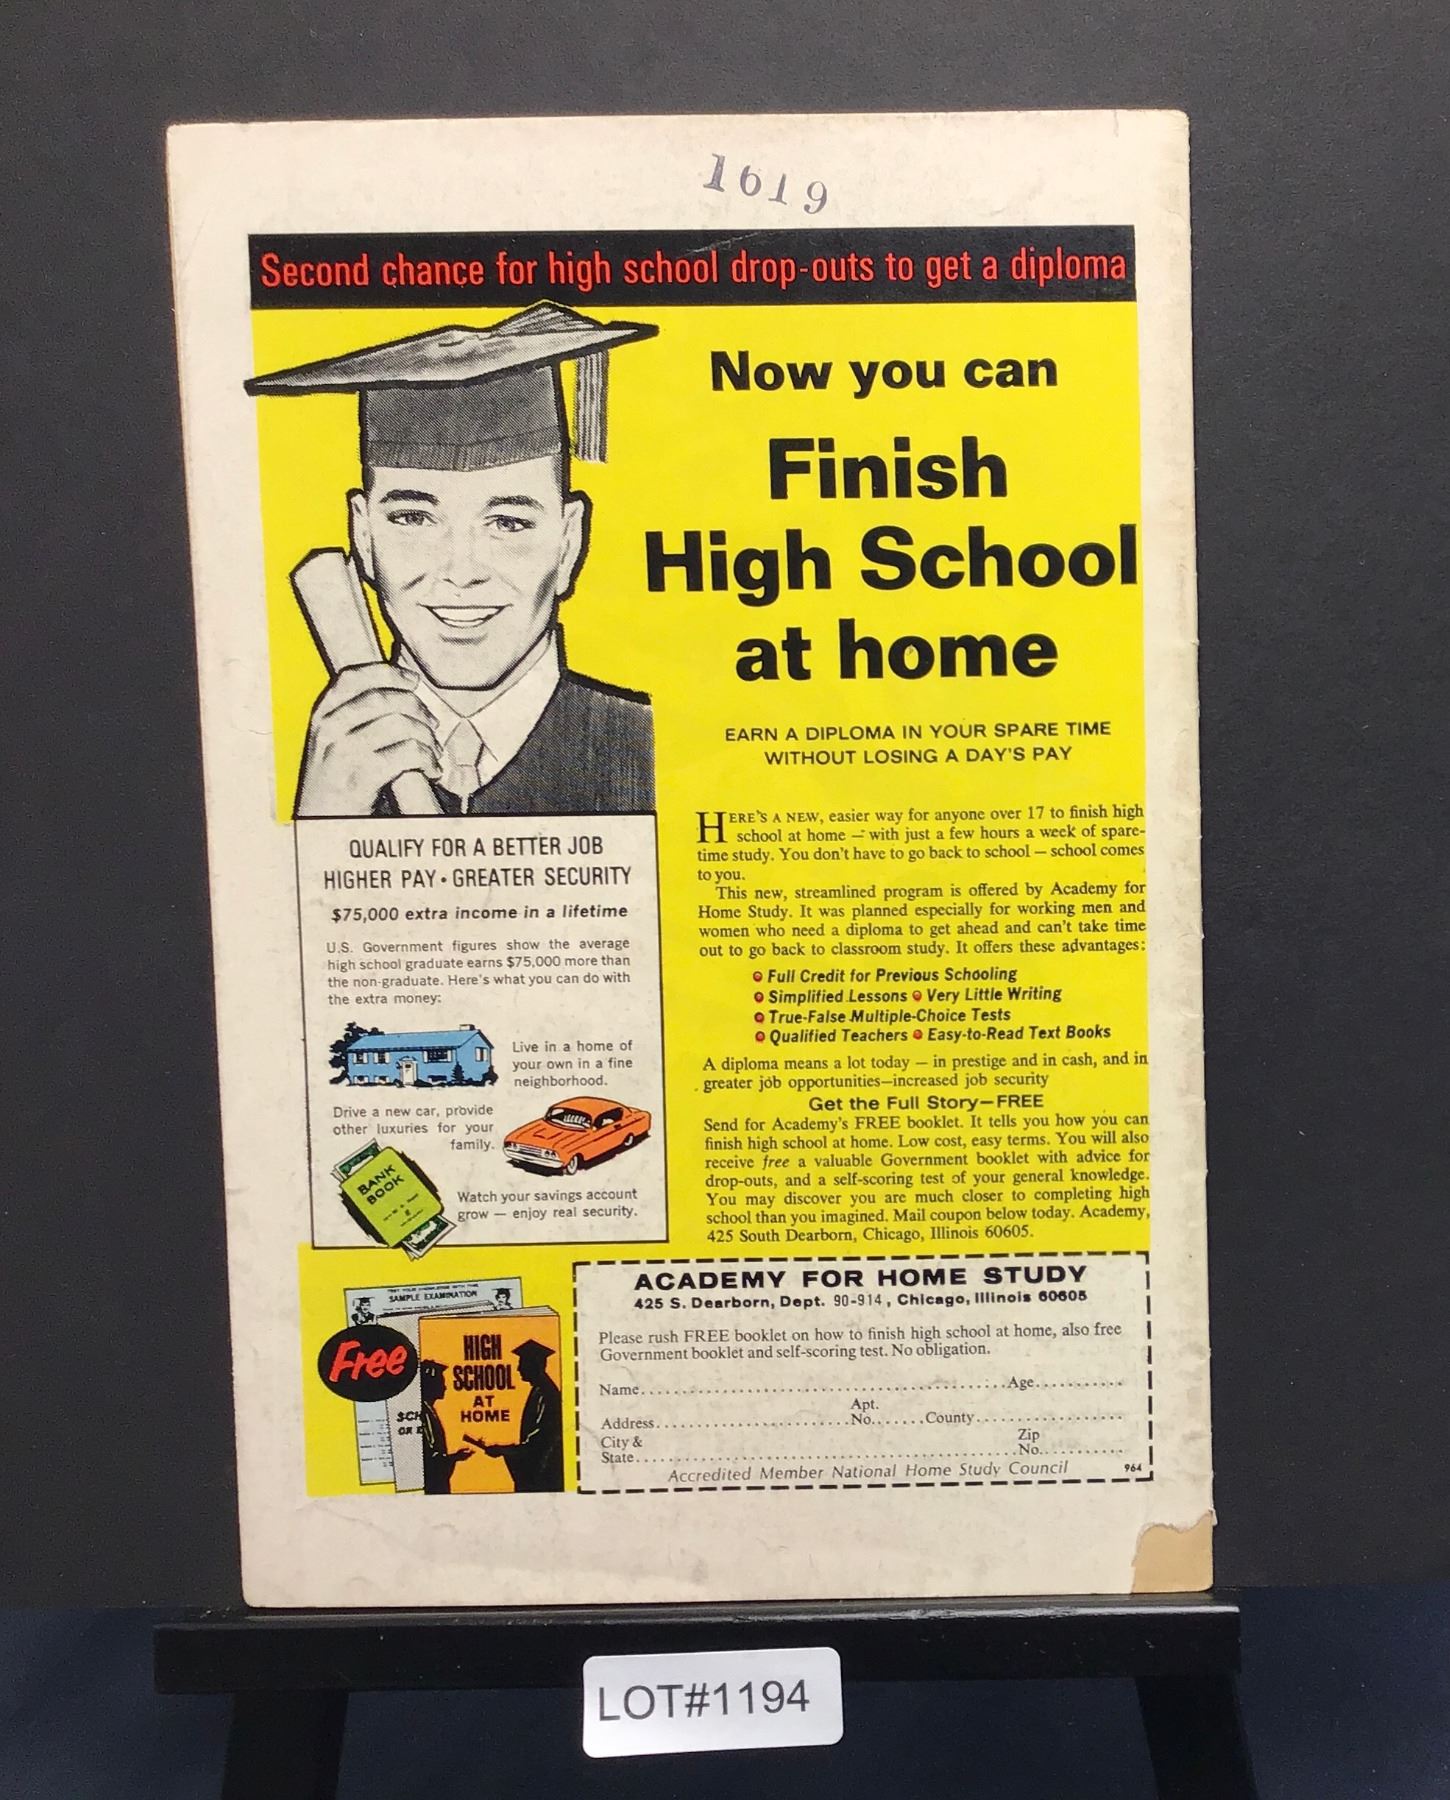 1619
Second chance for high school drop-outs to get a diploma
Now you can
Finish
High School
at home
EARN A DIPLOMA IN YOUR SPARE TIME
WITHOUT LOSING A DAY'S PAY
HERE'S A NEW, easier way for anyone over 17 to finish high
school at home — with just a few hours a week of spare-
time study. You don't have to go back to school — school comes
to you.
This new, streamlined program is offered by Academy for
Home Study. It was planned especially for working men and
women who need a diploma to get ahead and can't take time
out to go back to classroom study. It offers these advantages:
• Full Credit for Previous Schooling
• Simplified Lessons • Very Little Writing
• True-False Multiple-Choice Tests
• Qualified Teachers • Easy-to-Read Text Books
A diploma means a lot today — in prestige and in cash, and in
greater job opportunities—increased job security
Get the Full Story—FREE
Send for Academy's FREE booklet. It tells you how you can
finish high school at home. Low cost, easy terms. You will also
receive free a valuable Government booklet with advice for
drop-outs, and a self-scoring test of your general knowledge.
You may discover you are much closer to completing high
school than you imagined. Mail coupon below today. Academy,
425 South Dearborn, Chicago, Illinois 60605.
QUALIFY FOR A BETTER JOB
HIGHER PAY • GREATER SECURITY
$75,000 extra income in a lifetime
U.S. Government figures show the average
high school graduate earns $75,000 more than
the non-graduate. Here's what you can do with
the extra money:
Live in a home of
your own in a fine
neighborhood.
Drive a new car, provide
other luxuries for your
family.
BANK
BOOK
Watch your savings account
grow — enjoy real security.
SAMPLE EXAMINATION
Free
HIGH
SCHOOL
AT
HOME
SCH
OR E
ACADEMY FOR HOME STUDY
425 S. Dearborn, Dept. 90-914, Chicago, Illinois 60605
Please rush FREE booklet on how to finish high school at home, also free
Government booklet and self-scoring test. No obligation.
Name Age
Apt.
Address No. County
City & Zip
State No.
Accredited Member National Home Study Council 964
LOT#1194